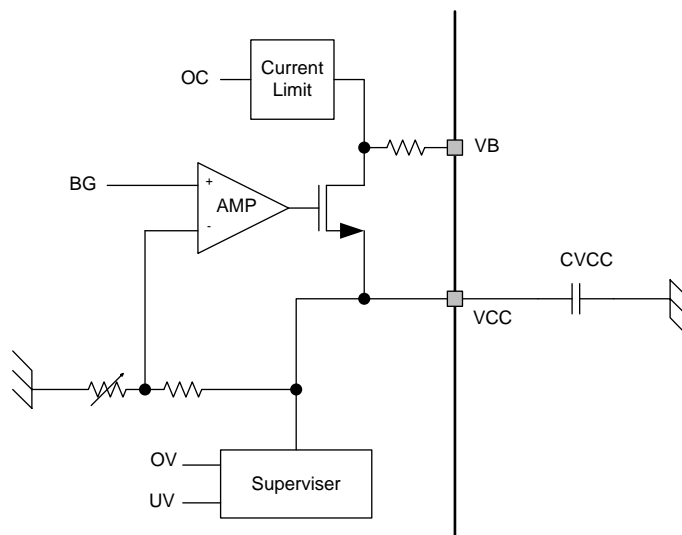 Current
Limit
OC
VB
BG
+
AMP
-
CVCC
VCC
OV
Superviser
UV